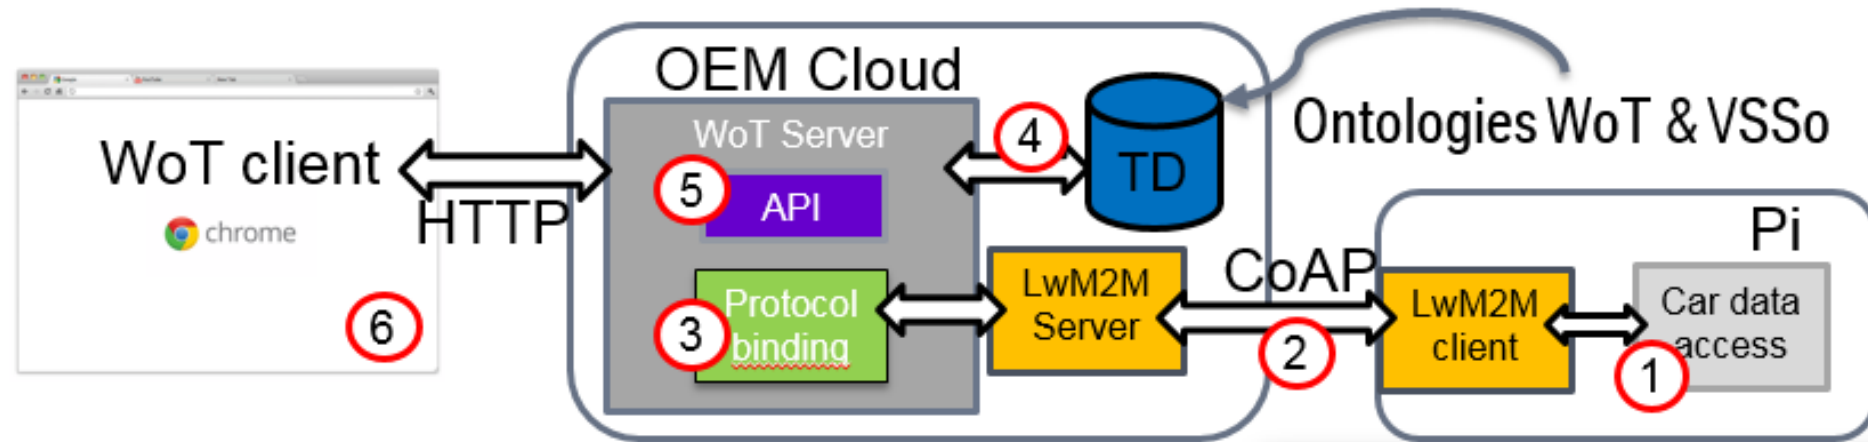 OEM Cloud
WoT client
chrome
6
HTTP
WoT Server
5
API
3
Protocol
binding
4
TD
Ontologies WoT & VSSo
LwM2M
Server
CoAP
2
Pi
LwM2M
client
Car data
access
1